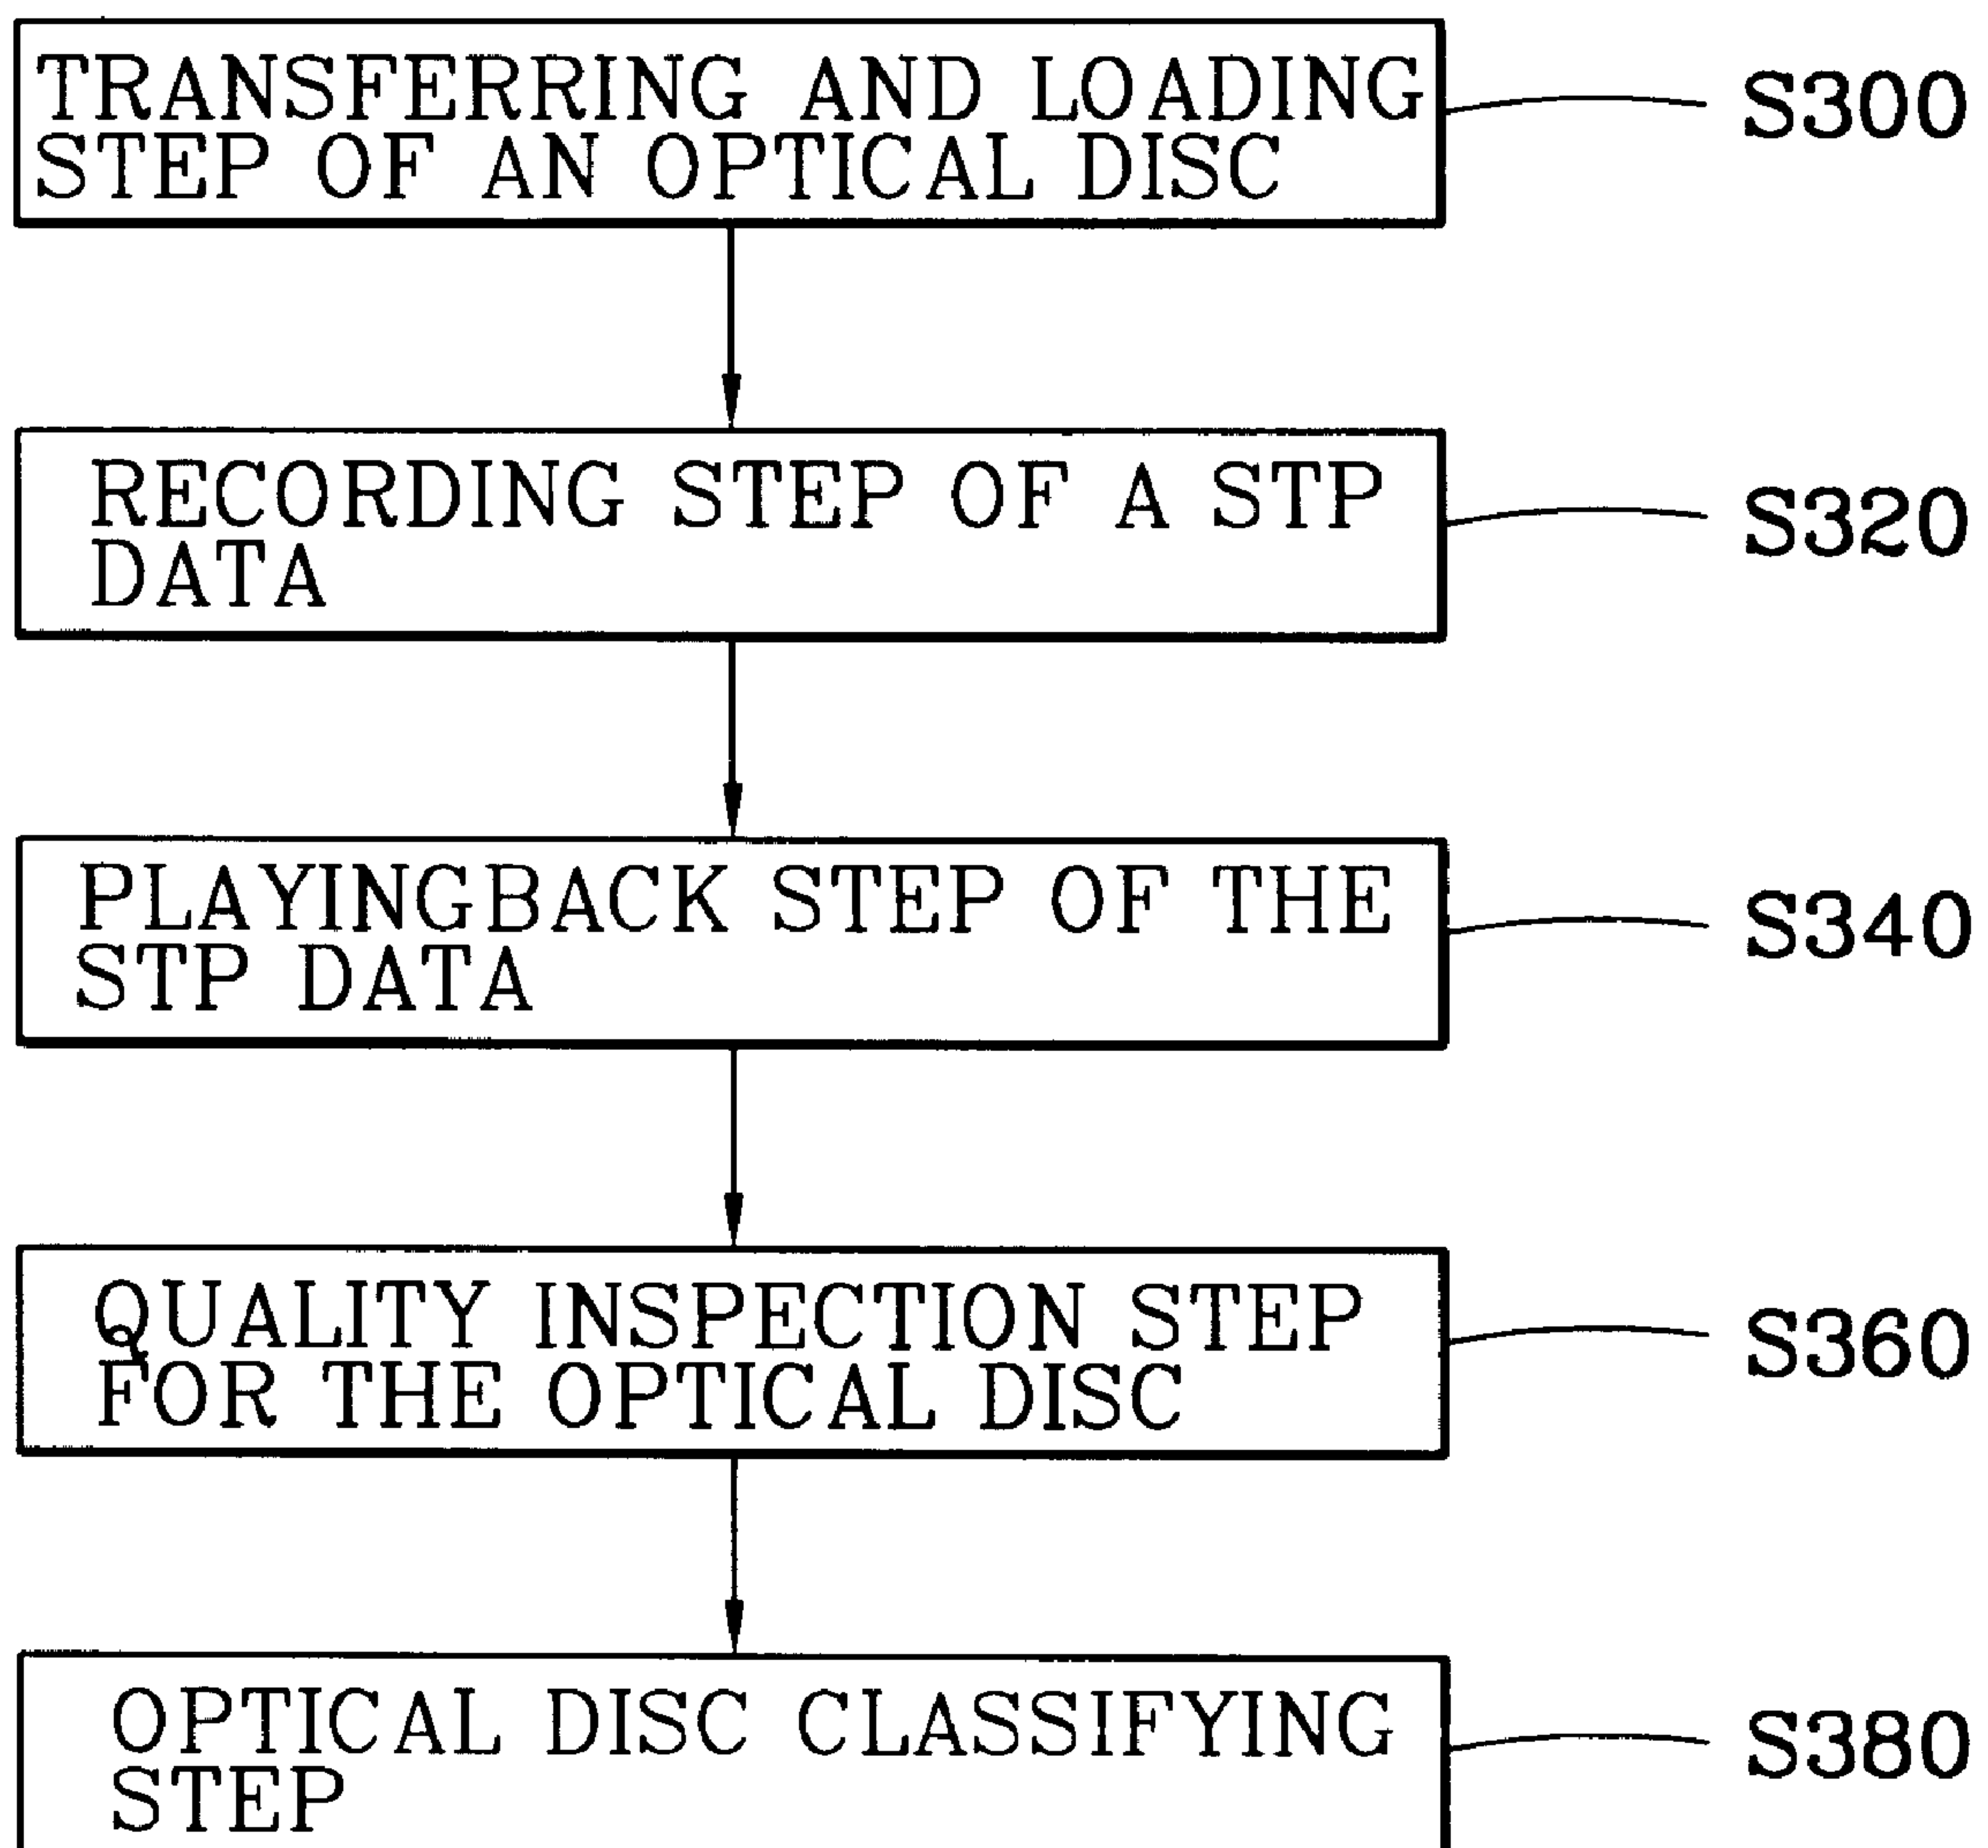 TRANSFERRING AND LOADING
STEP OF AN OPTICAL DISC
S300
RECORDING STEP OF A STP
DATA
S320
PLAYINGBACK STEP OF THE
STP DATA
S340
QUALITY INSPECTION STEP
FOR THE OPTICAL DISC
S360
OPTICAL DISC CLASSIFYING
STEP
S380